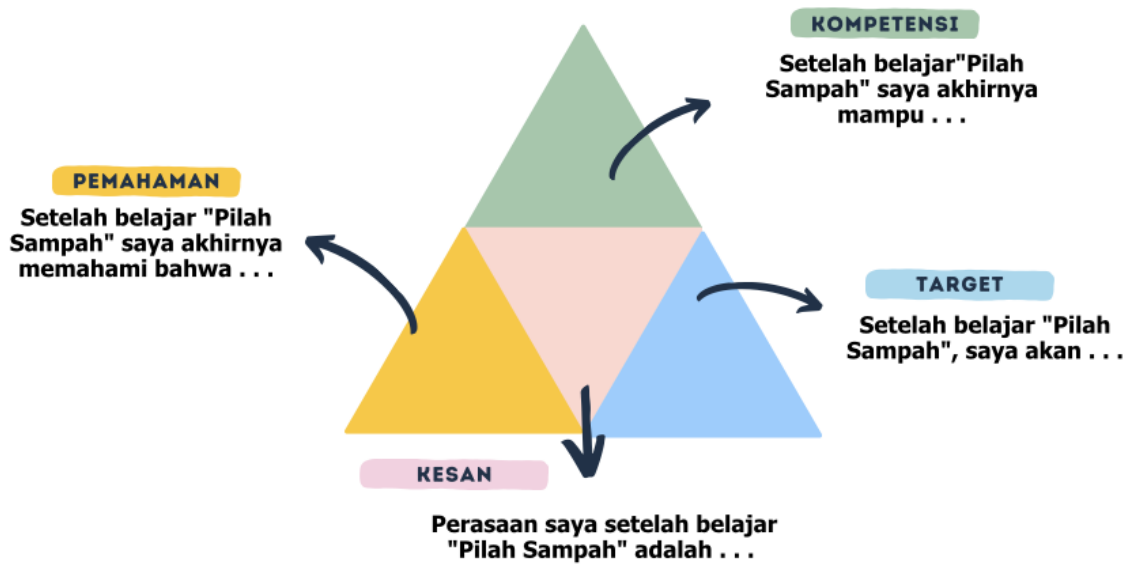 KOMPETENSI
Setelah belajar"Pilah
Sampah" saya akhirnya
mampu . . .
PEMAHAMAN
Setelah belajar "Pilah
Sampah" saya akhirnya
memahami bahwa . . .
TARGET
Setelah belajar "Pilah
Sampah", saya akan . . .
KESAN
Perasaan saya setelah belajar
"Pilah Sampah" adalah . . .